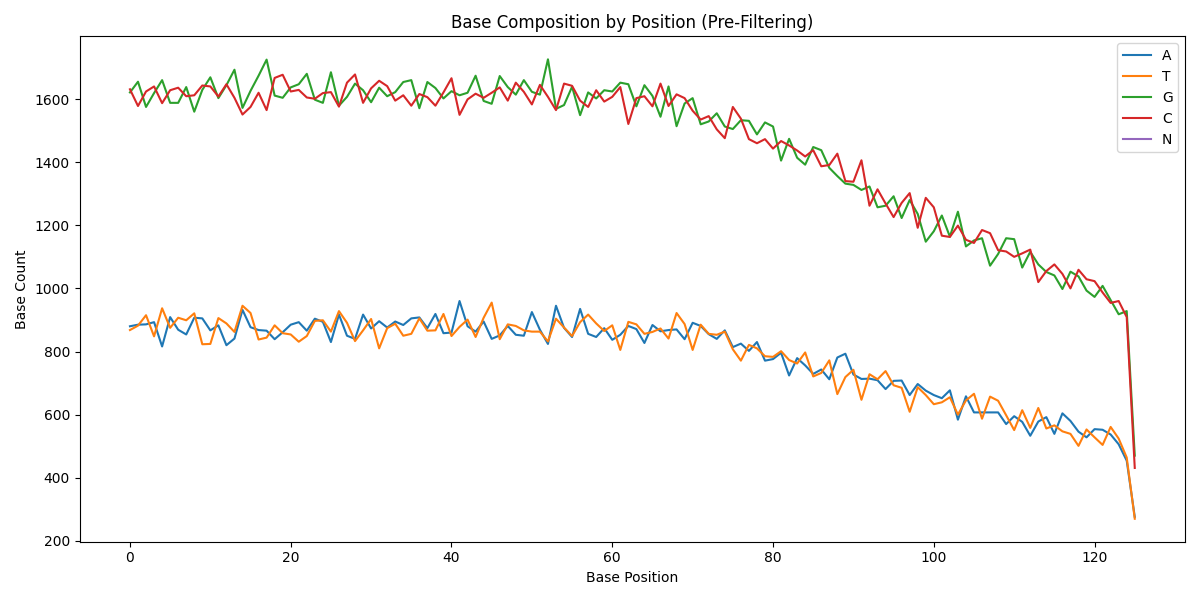 Base Composition by Position (Pre-Filtering)
A
T
G
C
N
Base Count
1600
1400
1200
1000
800
600
400
200
0 20 40 60 80 100 120
Base Position